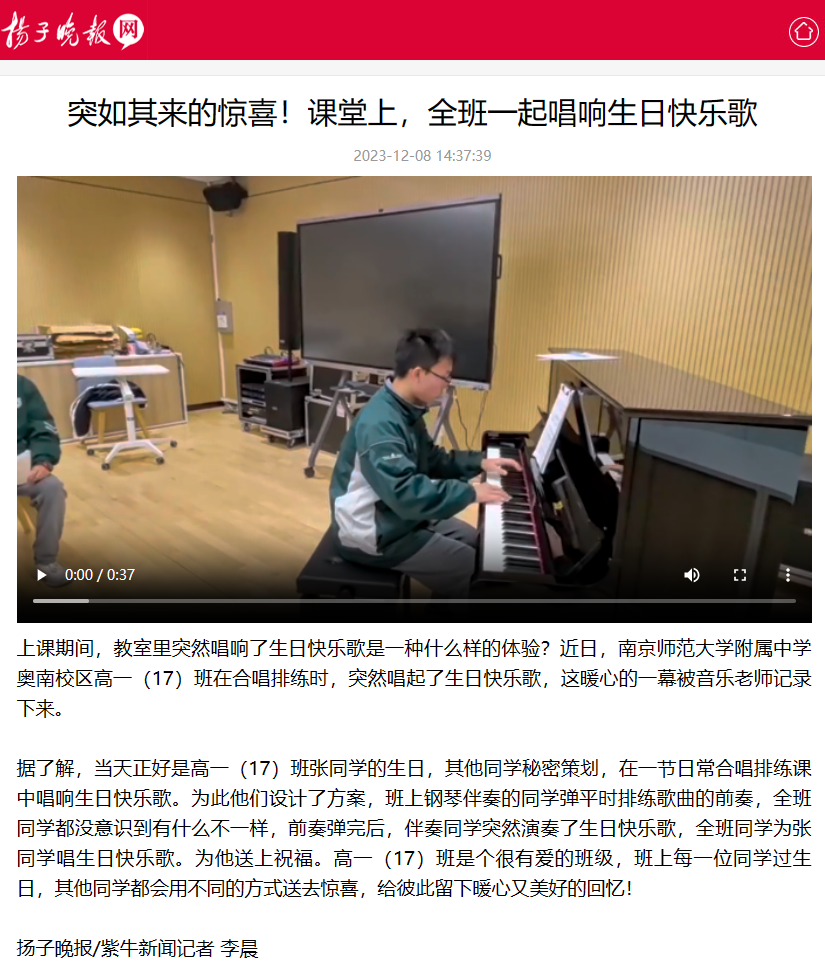 扬子晚报网
突如其来的惊喜！课堂上，全班一起唱响生日快乐歌
2023-12-08 14:37:39
0:00 / 0:37
上课期间，教室里突然唱响了生日快乐歌是一种什么样的体验？近日，南京师范大学附属中学
奥南校区高一（17）班在合唱排练时，突然唱起了生日快乐歌，这暖心的一幕被音乐老师记录
下来。
据了解，当天正好是高一（17）班张同学的生日，其他同学秘密策划，在一节日常合唱排练课
中唱响生日快乐歌。为此他们设计了方案，班上钢琴伴奏的同学弹平时排练歌曲的前奏，全班
同学都没意识到有什么不一样，前奏弹完后，伴奏同学突然演奏了生日快乐歌，全班同学为张
同学唱生日快乐歌。为他送上祝福。高一（17）班是个很有爱的班级，班上每一位同学过生
日，其他同学都会用不同的方式送去惊喜，给彼此留下暖心又美好的回忆！
扬子晚报/紫牛新闻记者 李晨